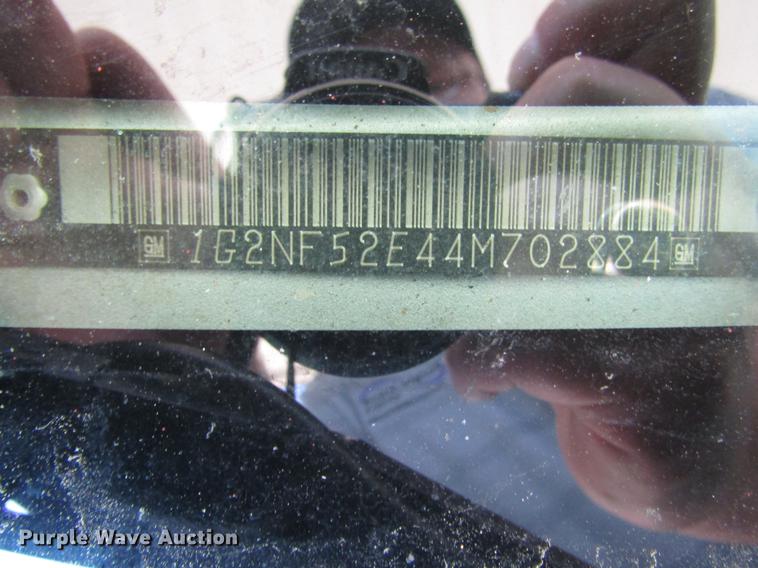 GM 1G2NF52E44M702884 GM
Purple Wave Auction